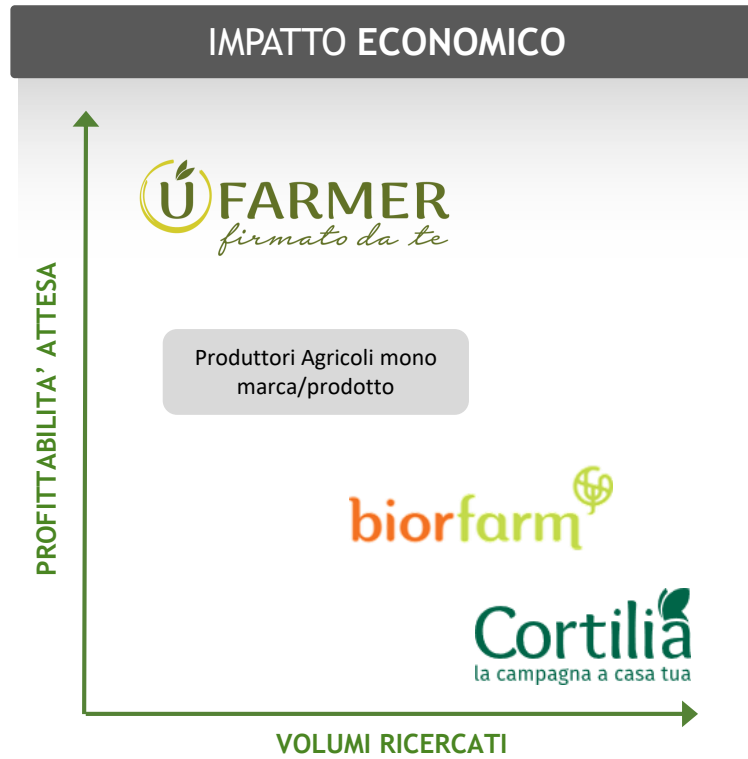 IMPATTO ECONOMICO
ÚFARMER
firmato da te
PROFITTABILITA’ ATTESA
Produttori Agricoli mono
marca/prodotto
biorfarm
Cortilia
la campagna a casa tua
VOLUMI RICERCATI